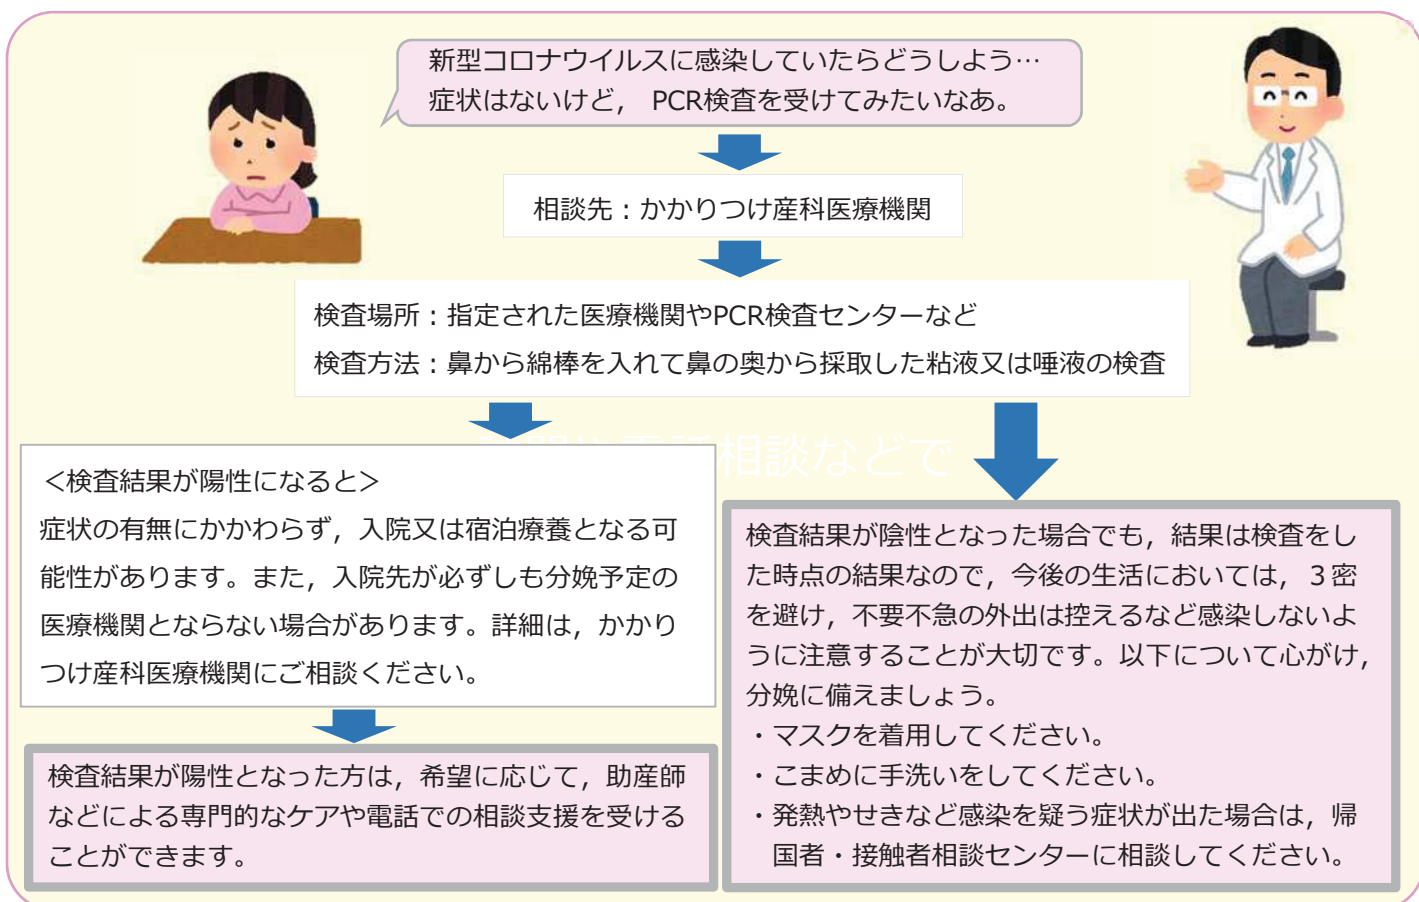 新型コロナウイルスに感染していたらどうしよう…
症状はないけど， PCR検査を受けてみたいなあ。
相談先：かかりつけ産科医療機関
検査場所：指定された医療機関やPCR検査センターなど
検査方法：鼻から綿棒を入れて鼻の奥から採取した粘液又は唾液の検査
相談などで
＜検査結果が陽性になると＞
症状の有無にかかわらず，入院又は宿泊療養となる可
能性があります。また，入院先が必ずしも分娩予定の
医療機関とならない場合があります。詳細は，かかり
つけ産科医療機関にご相談ください。
検査結果が陽性となった方は，希望に応じて，助産師
などによる専門的なケアや電話での相談支援を受ける
ことができます。
検査結果が陰性となった場合でも，結果は検査をし
た時点の結果なので，今後の生活においては，３密
を避け，不要不急の外出は控えるなど感染しないよ
うに注意することが大切です。以下について心がけ，
分娩に備えましょう。
・マスクを着用してください。
・こまめに手洗いをしてください。
・発熱やせきなど感染を疑う症状が出た場合は，帰
国者・接触者相談センターに相談してください。